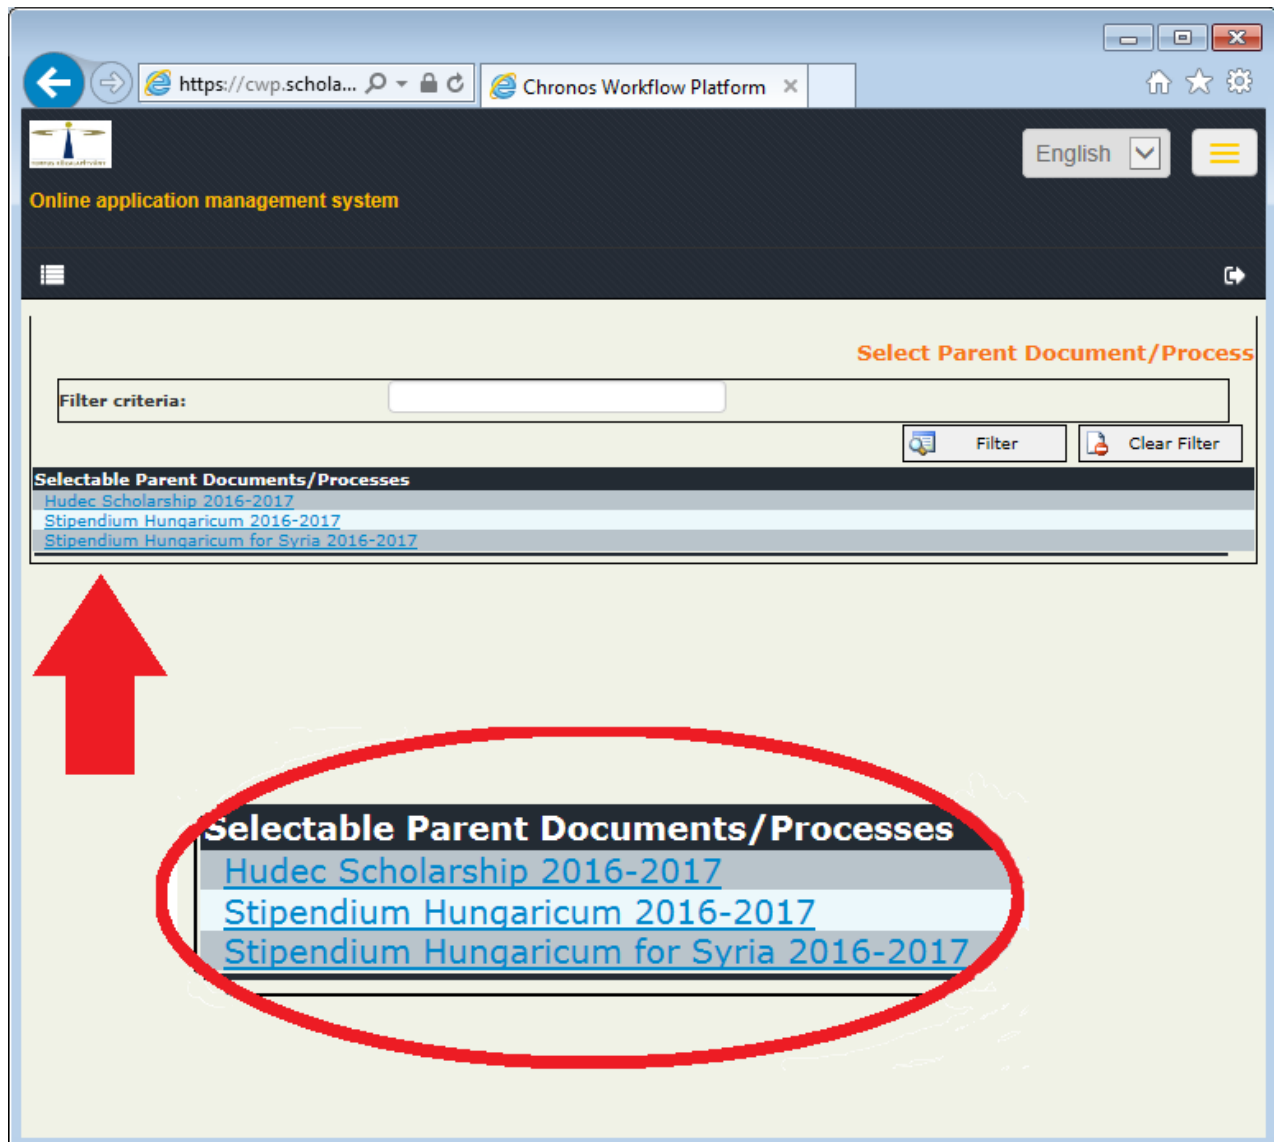 https://cwp.schola...
Chronos Workflow Platform
English
Online application management system
Select Parent Document/Process
Filter criteria:
Filter
Clear Filter
Selectable Parent Documents/Processes
Hudec Scholarship 2016-2017
Stipendium Hungaricum 2016-2017
Stipendium Hungaricum for Syria 2016-2017
Selectable Parent Documents/Processes
Hudec Scholarship 2016-2017
Stipendium Hungaricum 2016-2017
Stipendium Hungaricum for Syria 2016-2017